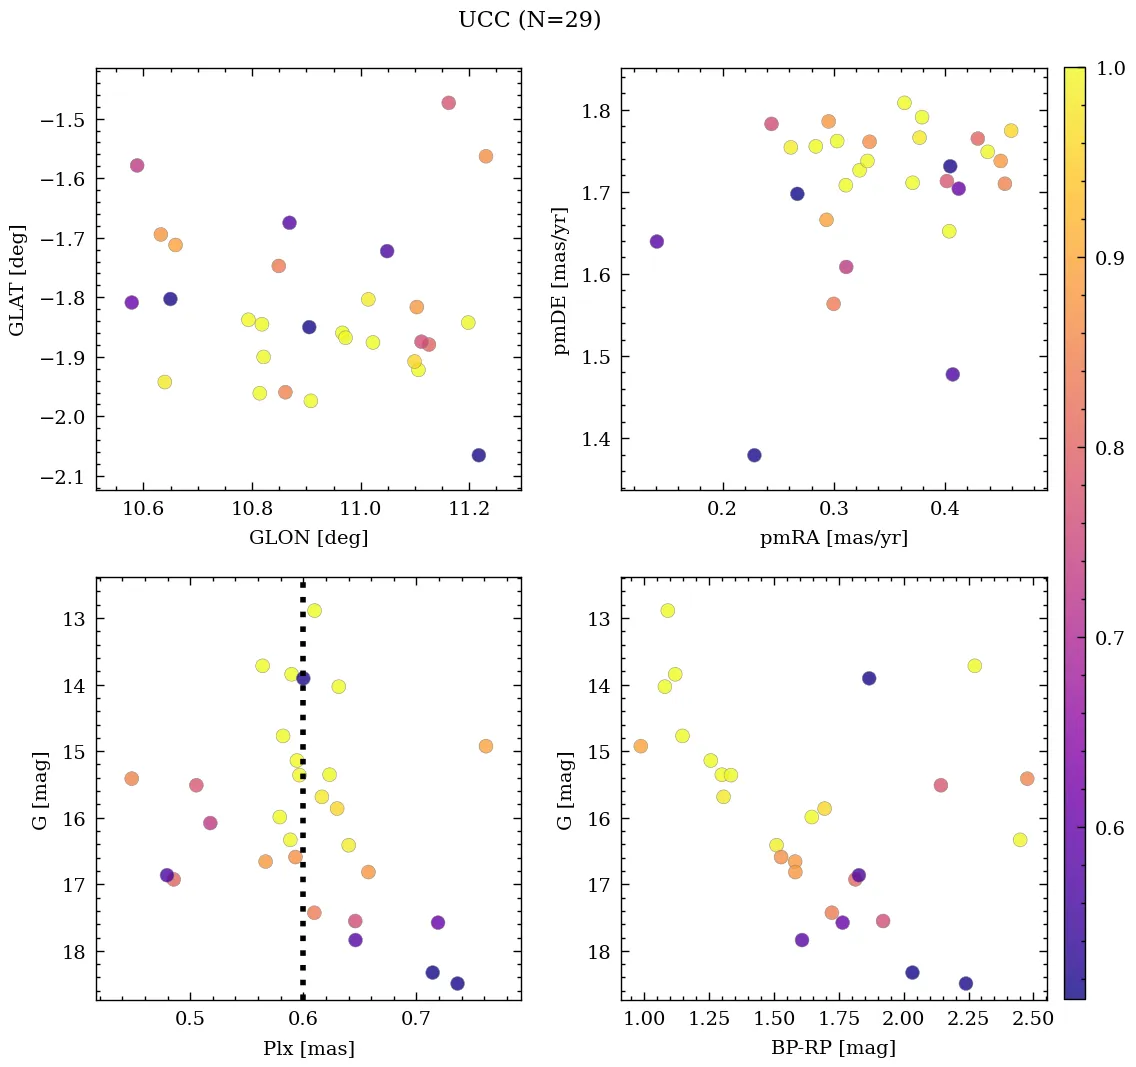 UCC (N=29)
−1.5
−1.6
−1.7
−1.8
−1.9
−2.0
−2.1
GLAT [deg]
10.6 10.8 11.0 11.2
GLON [deg]
1.8
1.7
1.6
1.5
1.4
pmDE [mas/yr]
0.2 0.3 0.4
pmRA [mas/yr]
13
14
15
16
17
18
G [mag]
0.5 0.6 0.7
Plx [mas]
13
14
15
16
17
18
G [mag]
1.00 1.25 1.50 1.75 2.00 2.25 2.50
BP-RP [mag]
1.0
0.9
0.8
0.7
0.6